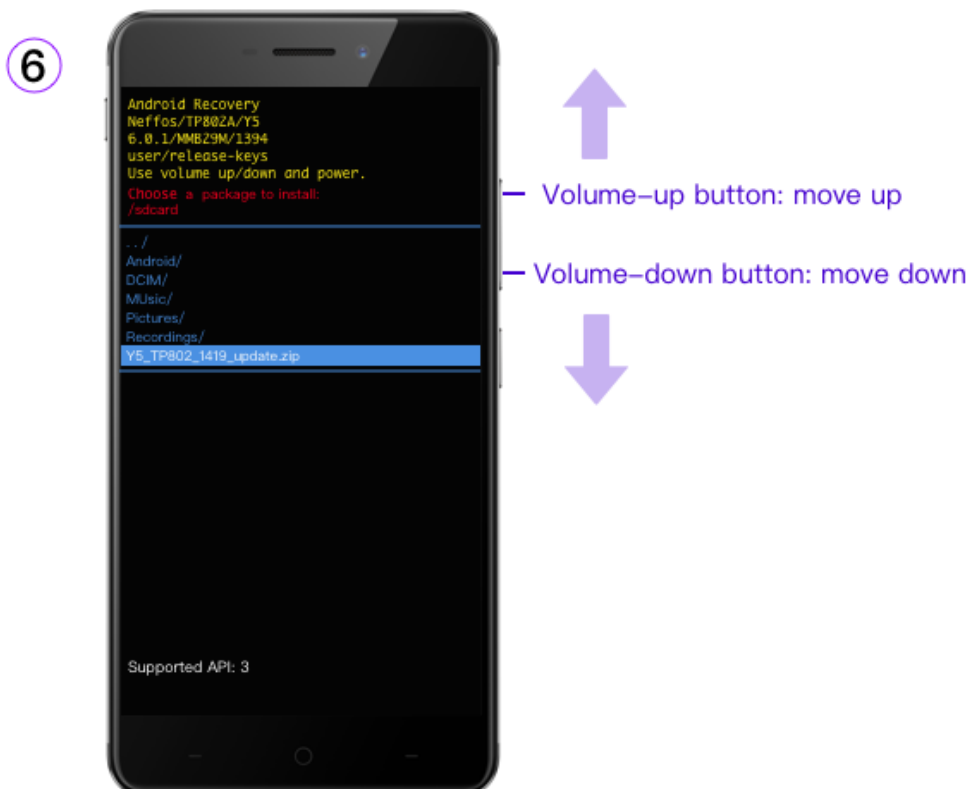 6
Android Recovery
Neffos/TP802A/Y5
6.0.1/MMB29M/1394
user/release-keys
Use volume up/down and power.
Choose a package to install:
/sdcard
../
Android/
DCIM/
MUsic/
Pictures/
Recordings/
Y5_TP802_1419_update.zip
Supported API: 3
Volume-up button: move up
Volume-down button: move down